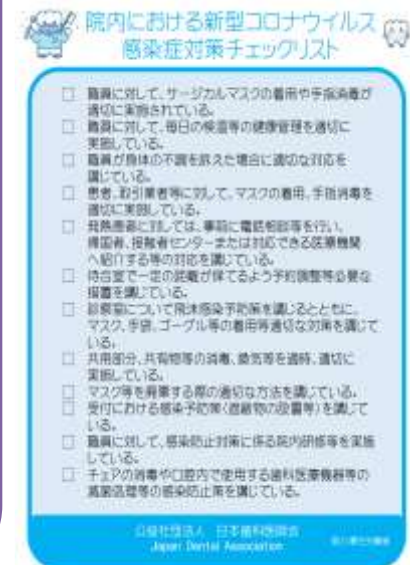 院内における新型コロナウイルス
感染症対策チェックリスト
□ 職員に対して、サージカルマスクの着用や手指消毒が
適切に実施されている。
□ 職員に対して、毎日の検温等の健康管理を適切に
実施している。
□ 職員が身体の不調を訴えた場合に適切な対応を
講じている。
□ 患者、取引業者等に対して、マスクの着用、手指消毒を
適切に実施している。
□ 発熱患者に対しては、事前に電話相談等を行い、
帰国者、接触者センターまたは対応できる医療機関
へ紹介する等の対応を講じている。
□ 待合室で一定の距離が保てるよう予約調整等必要な
措置を講じている。
□ 診察室について飛沫感染予防策を講じるとともに、
マスク、手袋、ゴーグル等の着用等適切な対策を講じて
いる。
□ 共用部分、共有物等の消毒、換気等を適時、適切に
実施している。
□ マスク等を廃棄する際の適切な方法を講じている。
□ 受付における感染予防策(遮蔽物の設置等)を講じて
いる。
□ 職員に対して、感染防止対策に係る院内研修等を実施
している。
□ チェアの消毒や口腔内で使用する歯科医療機器等の
滅菌処理等の感染防止策を講じている。
公益社団法人 日本歯科医師会
Japan Dental Association